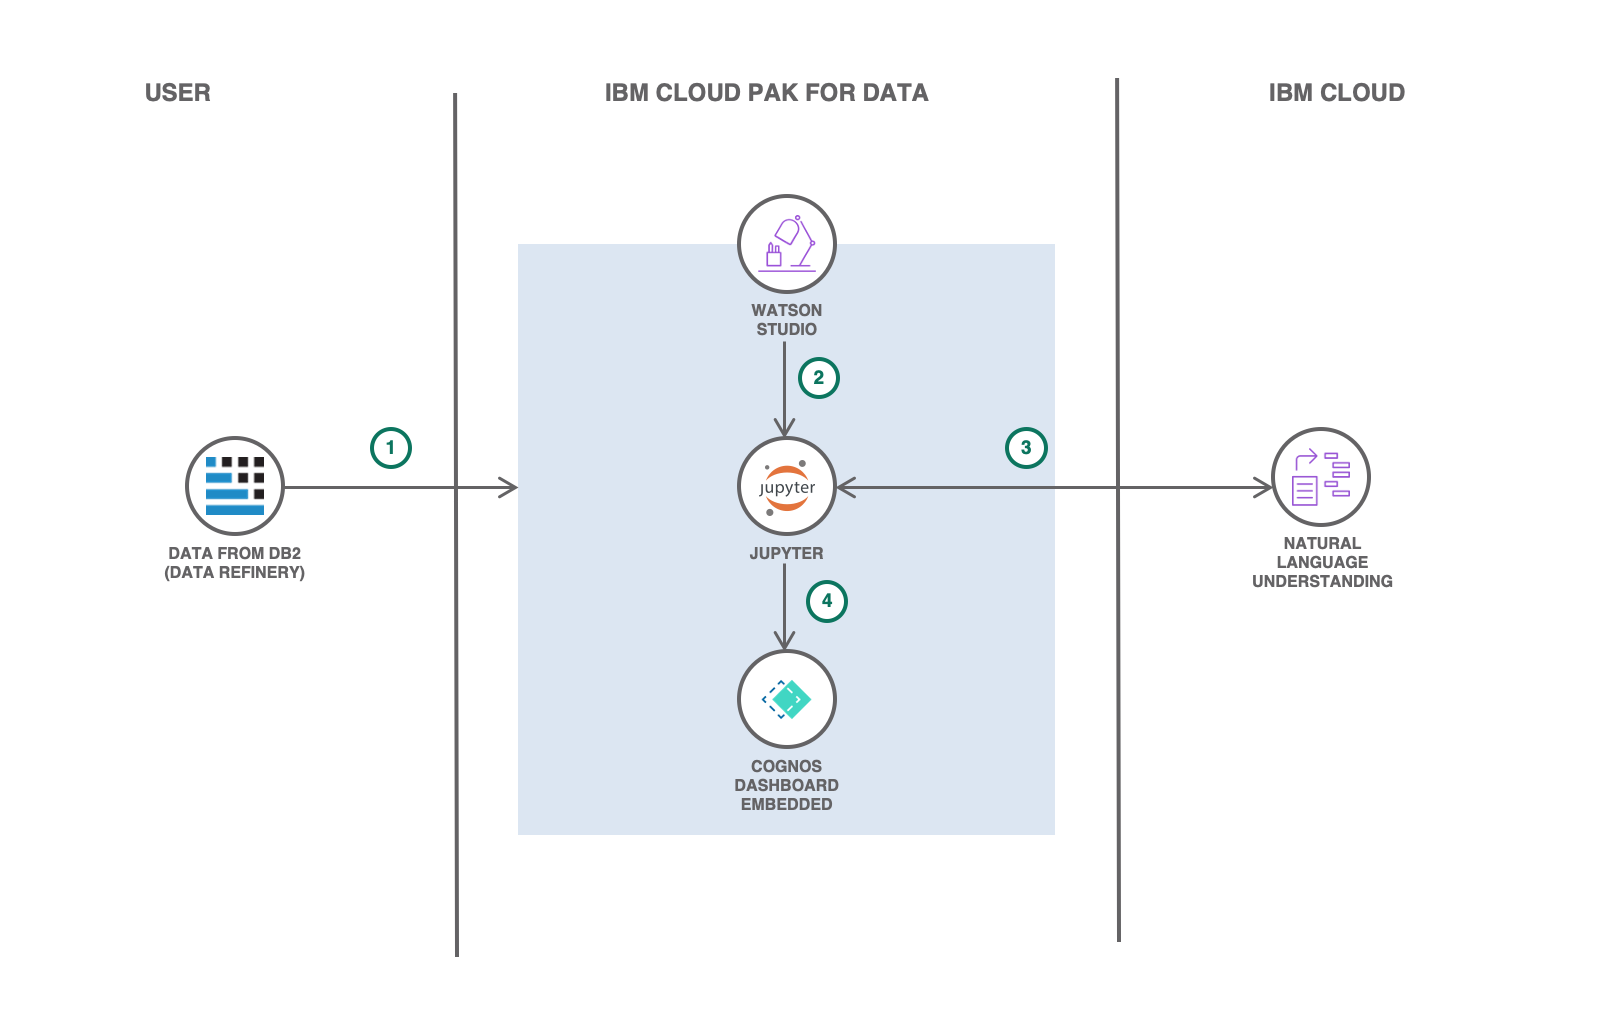 USER
IBM CLOUD PAK FOR DATA
IBM CLOUD
WATSON
STUDIO
2
1
3
jupyter
DATA FROM DB2
(DATA REFINERY)
JUPYTER
NATURAL
LANGUAGE
UNDERSTANDING
4
COGNOS
DASHBOARD
EMBEDDED